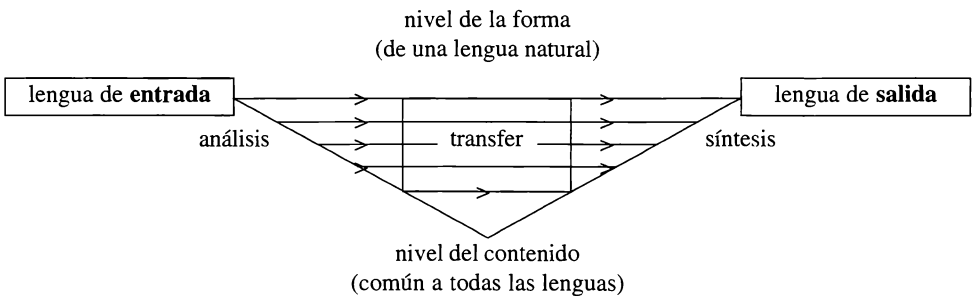 nivel de la forma
(de una lengua natural)
lengua de entrada
lengua de salida
análisis
transfer
síntesis
nivel del contenido
(común a todas las lenguas)